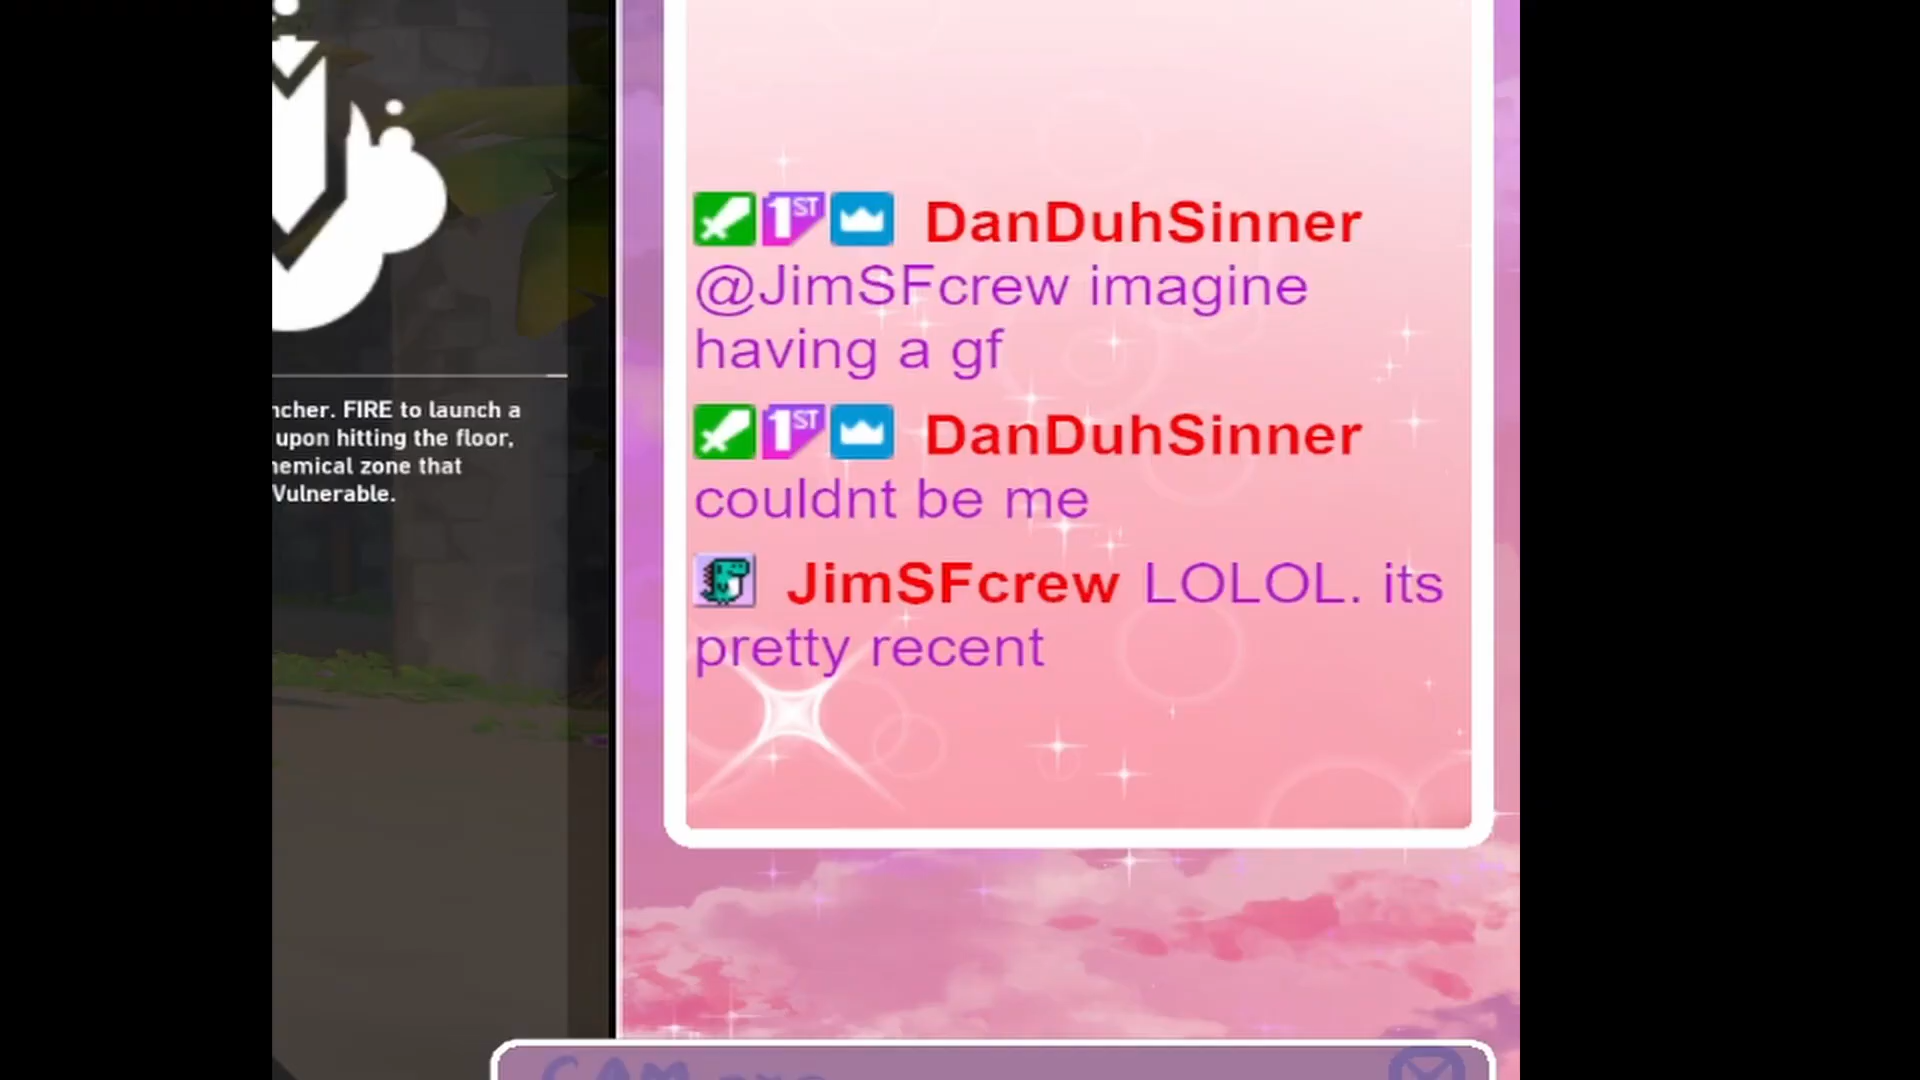 ncher. FIRE to launch a
upon hitting the floor,
hemical zone that
Vulnerable.
1ST DanDuhSinner
@JimSFcrew imagine
having a gf
1ST DanDuhSinner
couldnt be me
JimSFcrew LOLOL. its
pretty recent